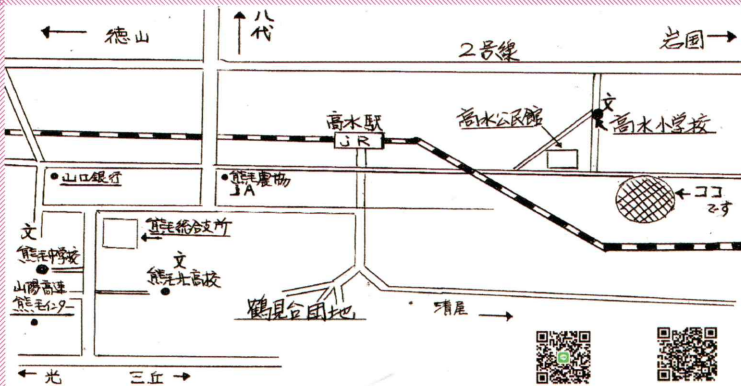 徳山
八代
2号線
岩国
高水駅
JR
高水公民館
文
高水小学校
山口銀行
熊毛農協
JA
ココ
です
熊毛総合支所
文
熊毛中学校
文
熊毛北高校
山陽高速
熊毛インター
鶴見台団地
清尾
光
三丘